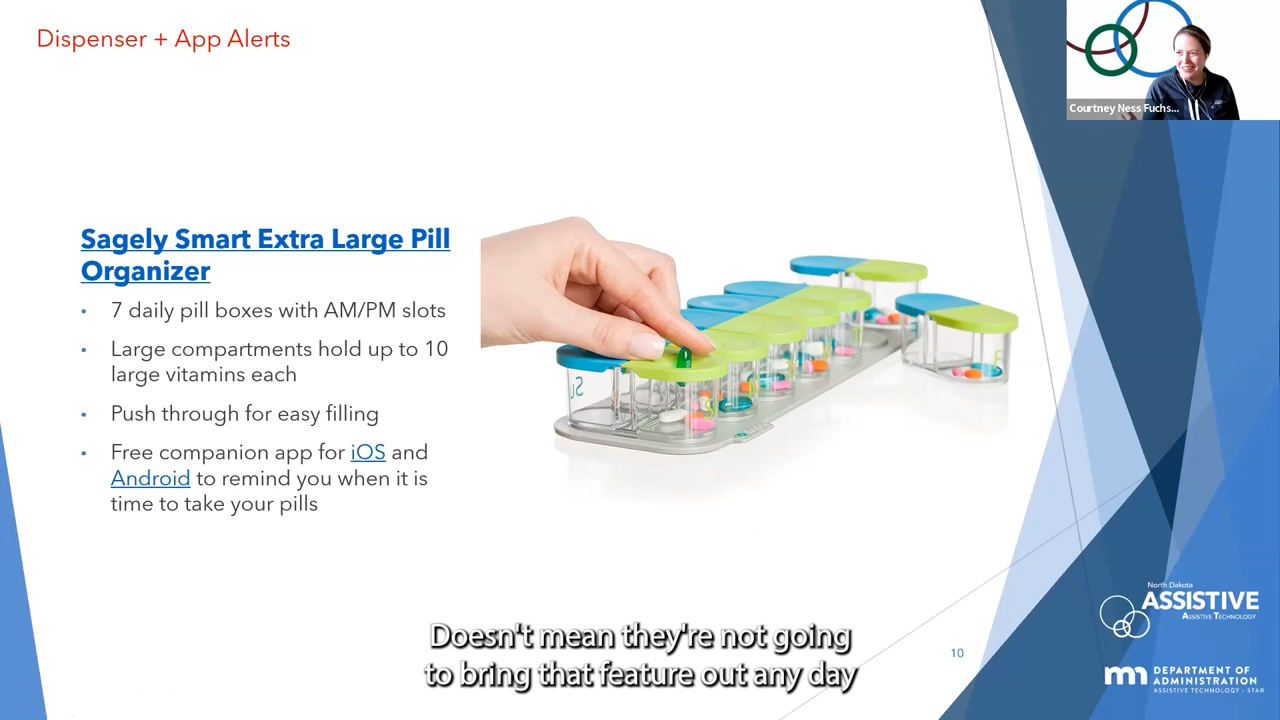 Dispenser + App Alerts
Courtney Ness Fuchs...
Sagely Smart Extra Large Pill
Organizer
• 7 daily pill boxes with AM/PM slots
• Large compartments hold up to 10
large vitamins each
• Push through for easy filling
• Free companion app for iOS and
Android to remind you when it is
time to take your pills
Doesn't mean they're not going
to bring that feature out any day
10
North Dakota
ASSISTIVE
ASSISTIVE TECHNOLOGY
DEPARTMENT OF
ADMINISTRATION
ASSISTIVE TECHNOLOGY - STAR